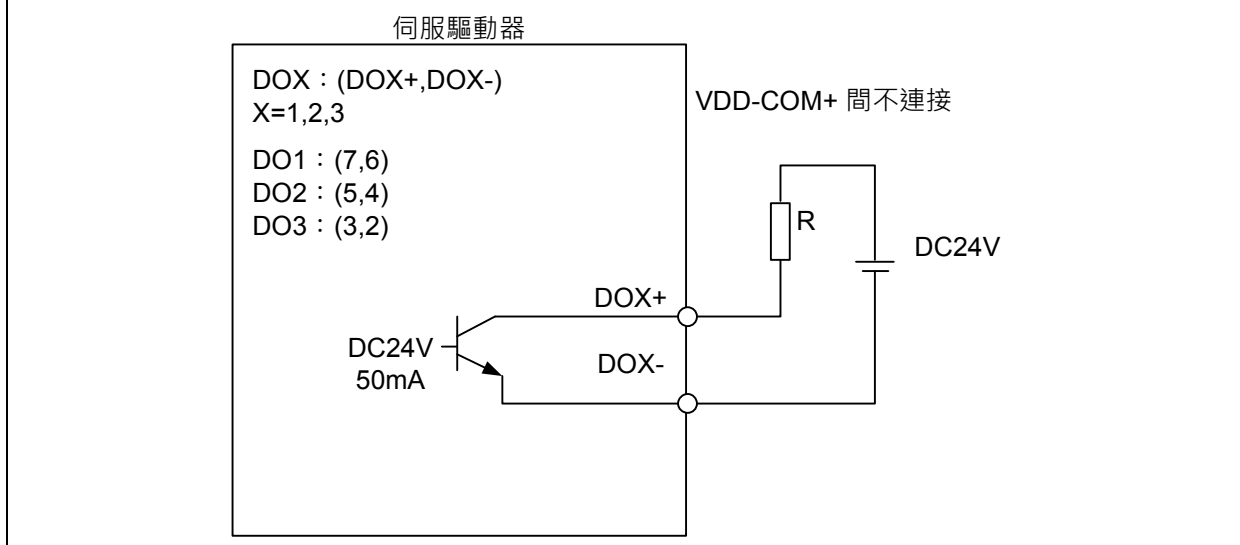 伺服驅動器
DOX：(DOX+,DOX-)
X=1,2,3
VDD-COM+ 間不連接
DO1：(7,6)
DO2：(5,4)
DO3：(3,2)
R
DC24V
DOX+
DC24V
50mA
DOX-